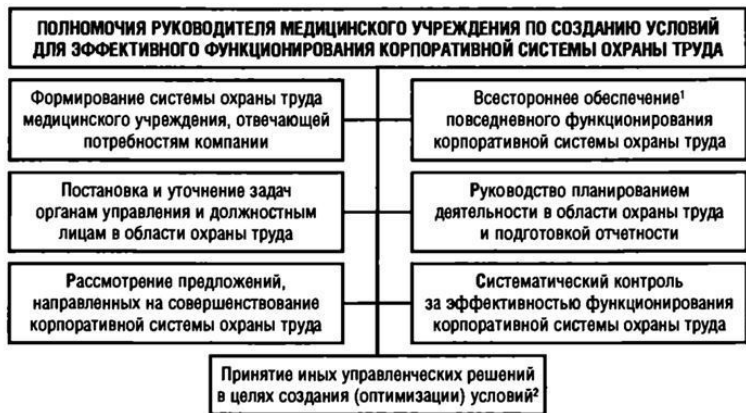 ПОЛНОМОЧИЯ РУКОВОДИТЕЛЯ МЕДИЦИНСКОГО УЧРЕЖДЕНИЯ ПО СОЗДАНИЮ УСЛОВИЙ
ДЛЯ ЭФФЕКТИВНОГО ФУНКЦИОНИРОВАНИЯ КОРПОРАТИВНОЙ СИСТЕМЫ ОХРАНЫ ТРУДА
Формирование системы охраны труда
медицинского учреждения, отвечающей
потребностям компании
Всестороннее обеспечение¹
повседневного функционирования
корпоративной системы охраны труда
Постановка и уточнение задач
органам управления и должностным
лицам в области охраны труда
Руководство планированием
деятельности в области охраны труда
и подготовкой отчетности
Рассмотрение предложений,
направленных на совершенствование
корпоративной системы охраны труда
Систематический контроль
за эффективностью функционирования
корпоративной системы охраны труда
Принятие иных управленческих решений
в целях создания (оптимизации) условий²